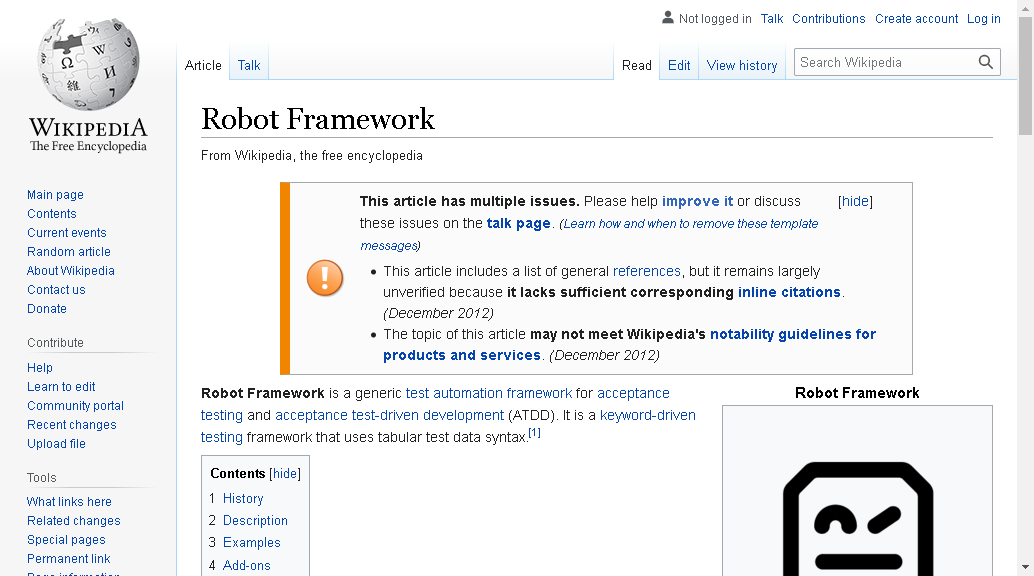 Not logged in Talk Contributions Create account Log in
Article Talk Read Edit View history Search Wikipedia
WIKIPEDIA
The Free Encyclopedia
Main page
Contents
Current events
Random article
About Wikipedia
Contact us
Donate
Contribute
Help
Learn to edit
Community portal
Recent changes
Upload file
Tools
What links here
Related changes
Special pages
Permanent link
Page information
Robot Framework
From Wikipedia, the free encyclopedia
This article has multiple issues. Please help improve it or discuss [hide]
these issues on the talk page. (Learn how and when to remove these template
messages)
• This article includes a list of general references, but it remains largely
unverified because it lacks sufficient corresponding inline citations.
(December 2012)
• The topic of this article may not meet Wikipedia's notability guidelines for
products and services. (December 2012)
Robot Framework is a generic test automation framework for acceptance
testing and acceptance test-driven development (ATDD). It is a keyword-driven
testing framework that uses tabular test data syntax.[1]
Robot Framework
Contents [hide]
1 History
2 Description
3 Examples
4 Add-ons